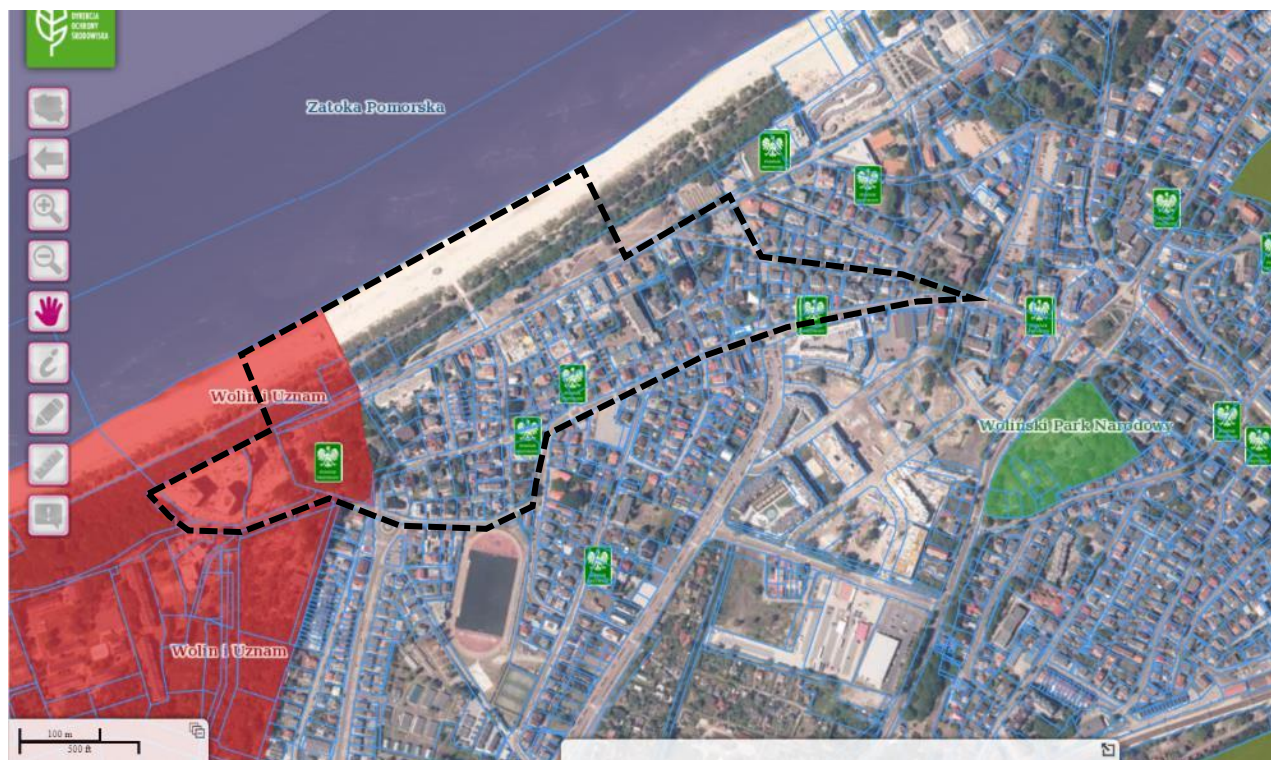 DYREKCJA
OCHRONY
ŚRODOWISKA
Zatoka Pomorska
Wolin i Uznam
Woliński Park Narodowy
Wolin i Uznam
100 m
500 ft